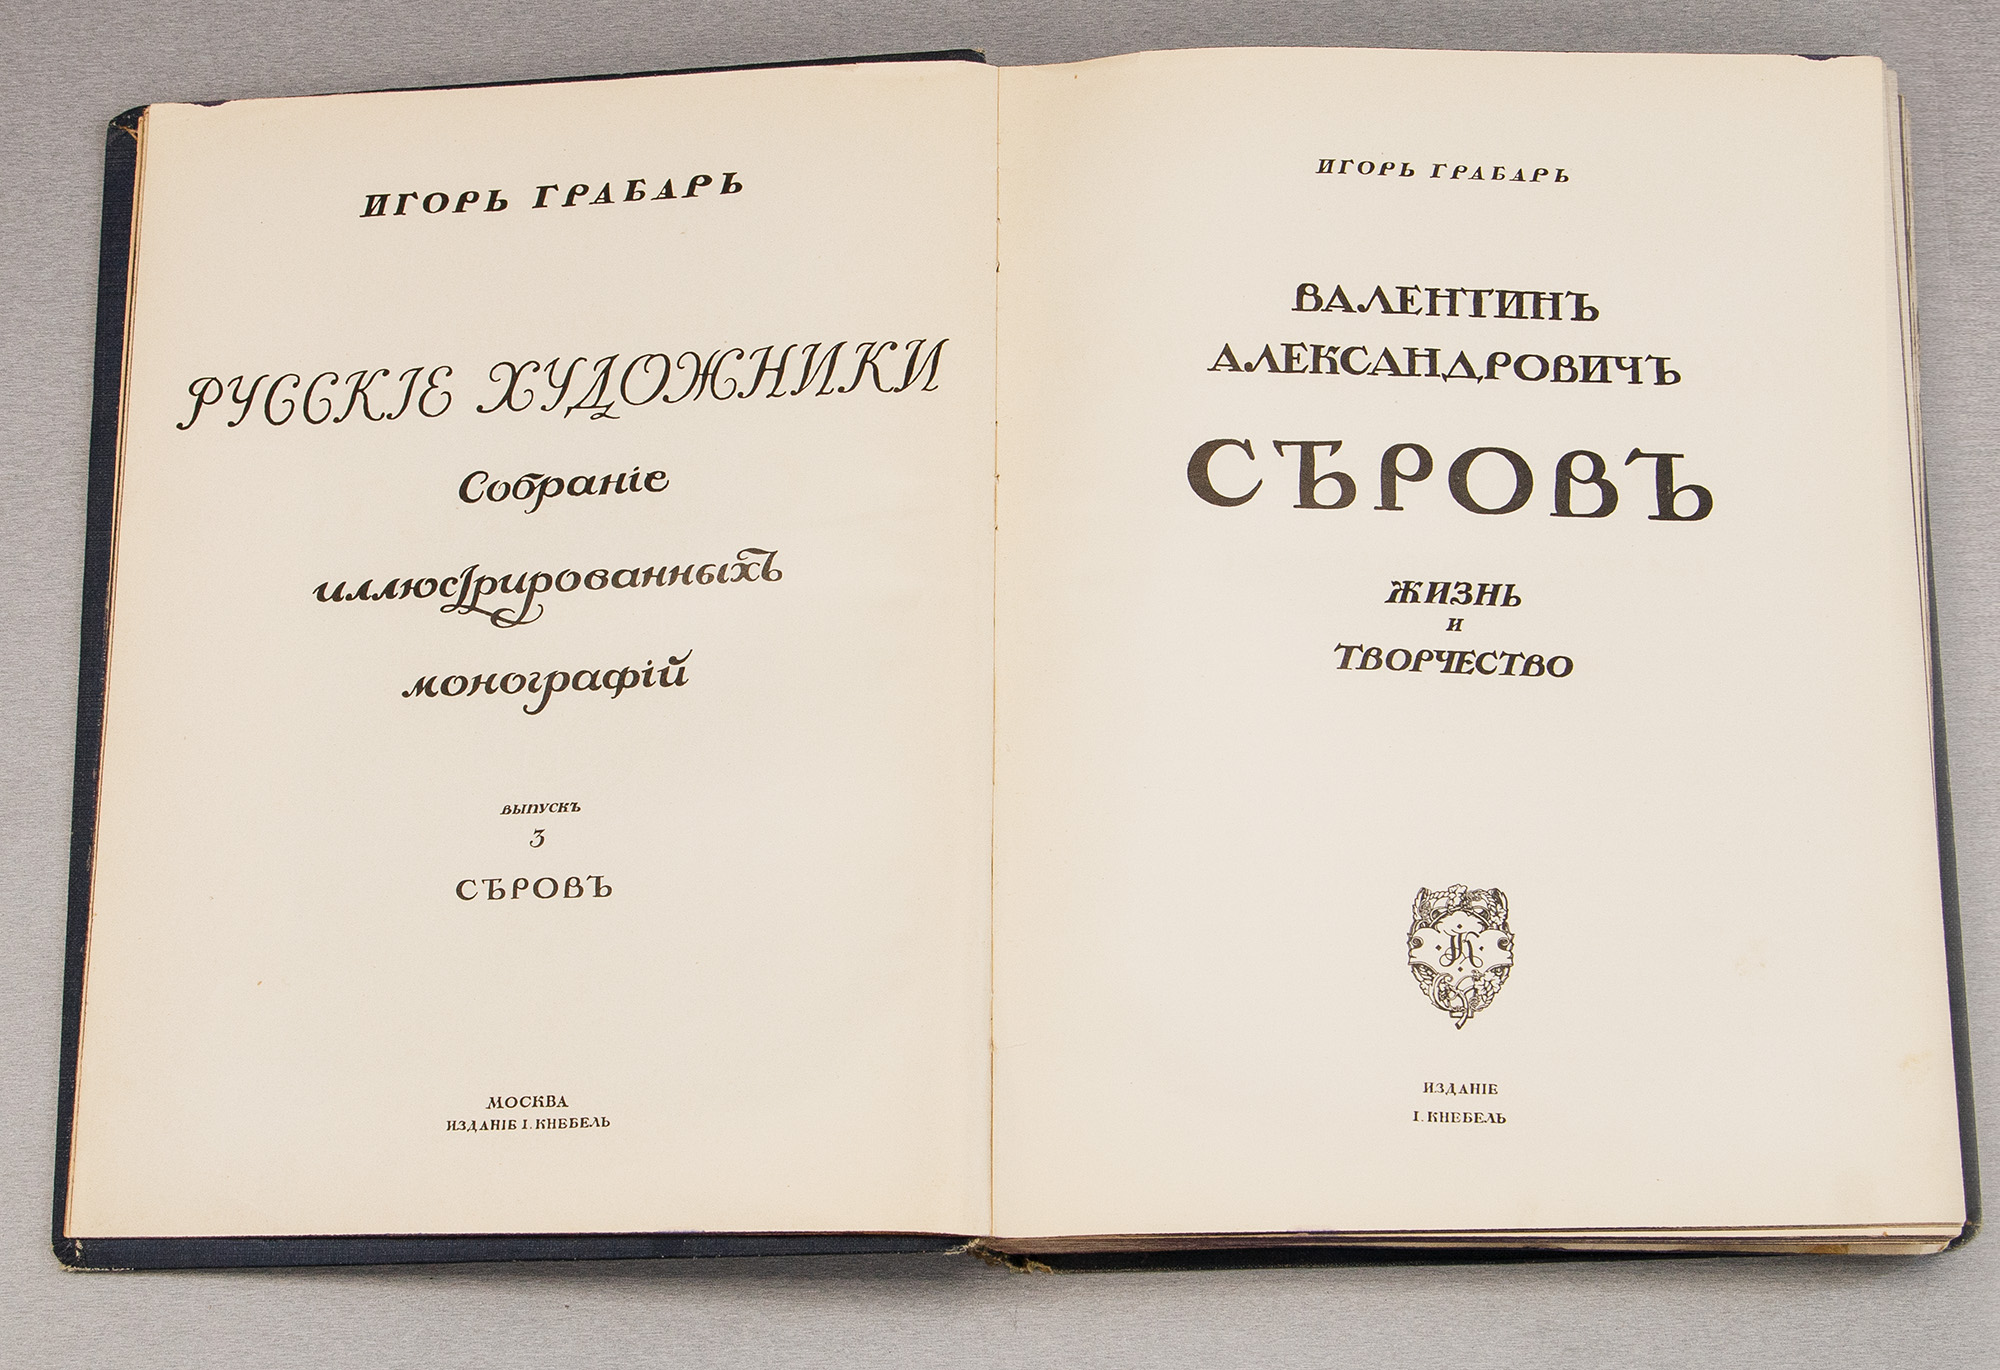 ИГОРЬ ГРАБАРЬ
РУССКІЕ ХУДОЖНИКИ
Собраніе
иллюстрированныхъ
монографій
ВЫПУСКЪ
3
СѢРОВЪ
МОСКВА
ИЗДАНІЕ І. КНЕБЕЛЬ
ИГОРЬ ГРАБАРЬ
ВАЛЕНТИНЪ
АЛЕКСАНДРОВИЧЪ
СѢРОВЪ
ЖИЗНЬ
И
ТВОРЧЕСТВО
ІК
ИЗДАНІЕ
І. КНЕБЕЛЬ